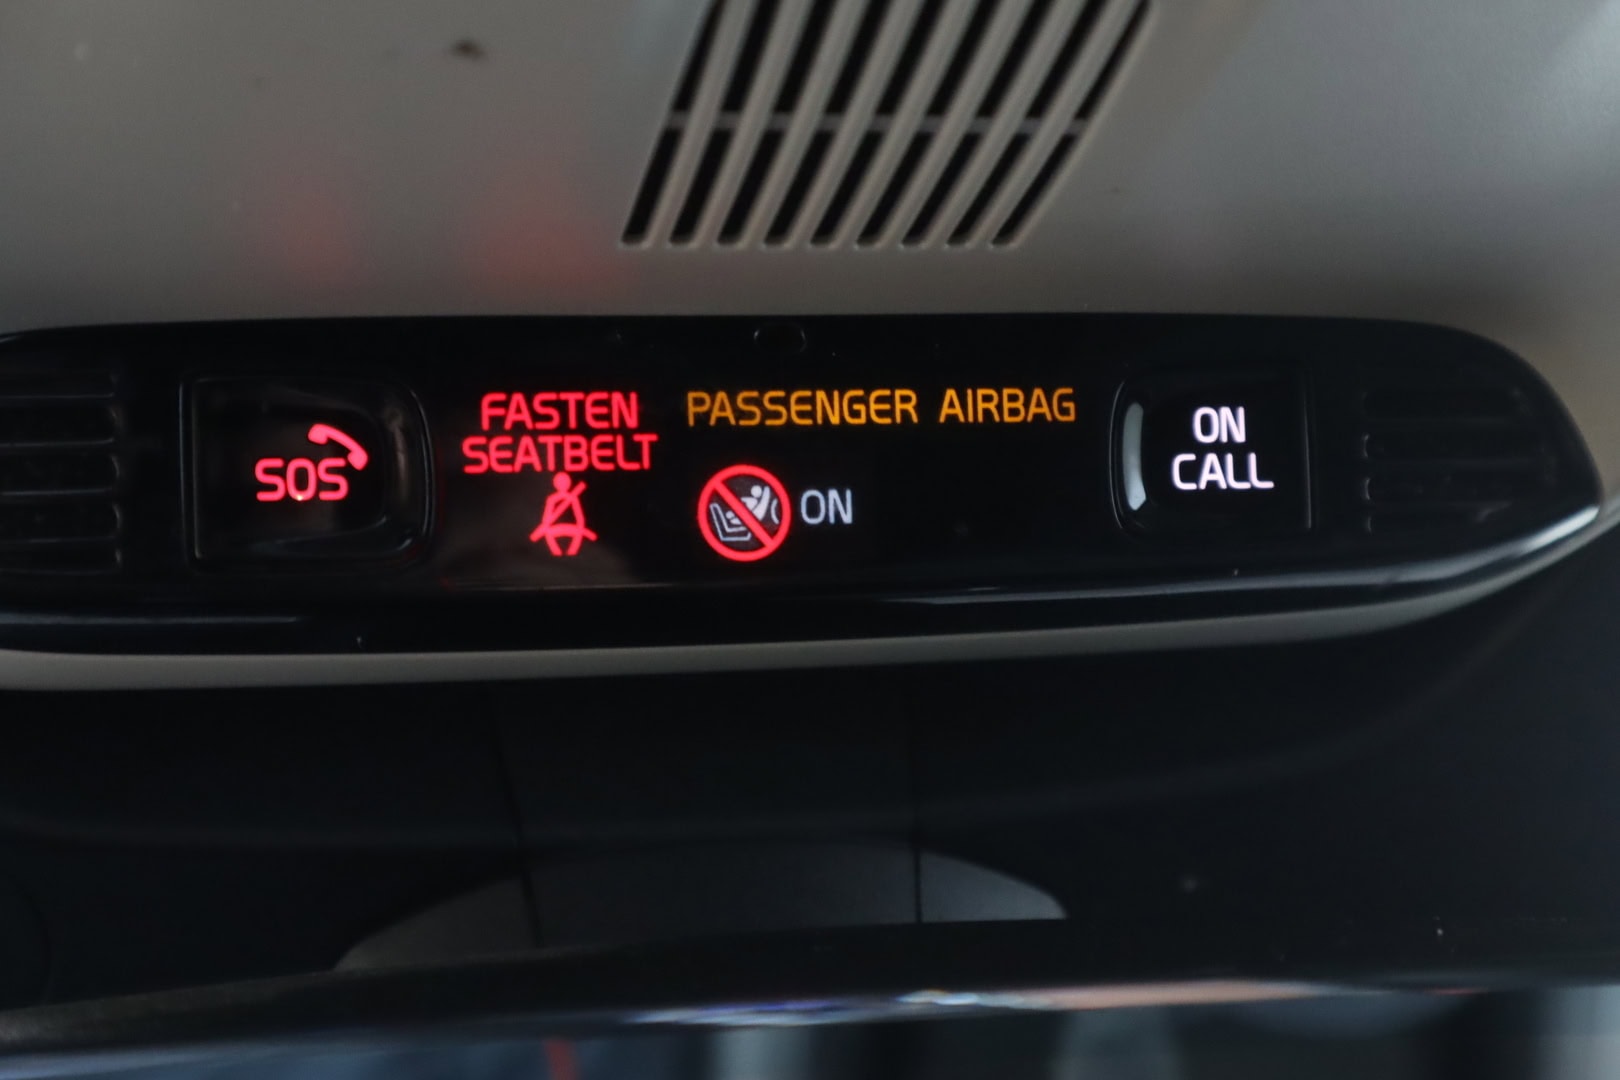 SOS
FASTEN
SEATBELT
PASSENGER AIRBAG
ON
ON
CALL